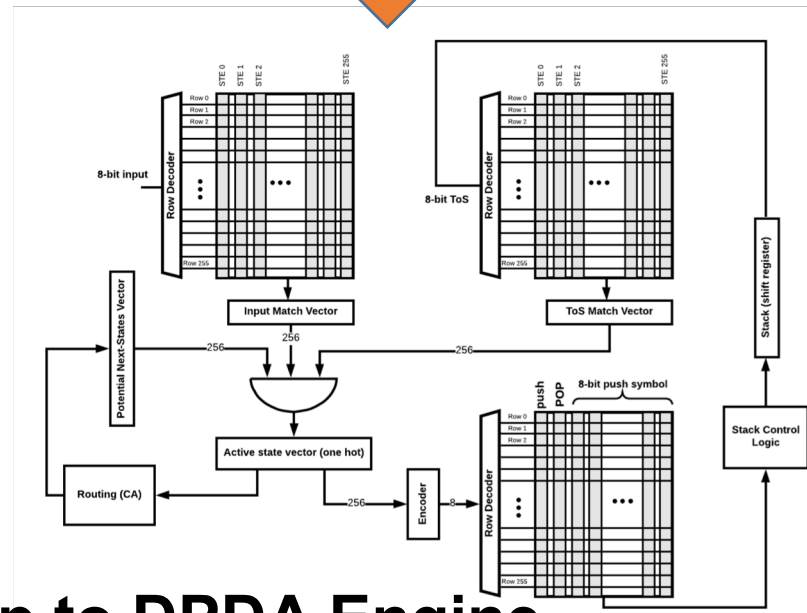 STE 0
STE 1
STE 2
STE 255
Row 0
Row 1
Row 2
Row 255
Row Decoder
8-bit input
Input Match Vector
STE 0
STE 1
STE 2
STE 255
Row 0
Row 1
Row 2
Row 255
Row Decoder
8-bit ToS
ToS Match Vector
Stack (shift register)
Potential Next-States Vector
256
256
256
Active state vector (one hot)
Routing (CA)
256
Encoder
8
push
POP
8-bit push symbol
Row 0
Row 1
Row 2
Row 255
Row Decoder
Stack Control
Logic
to DPDA Engine